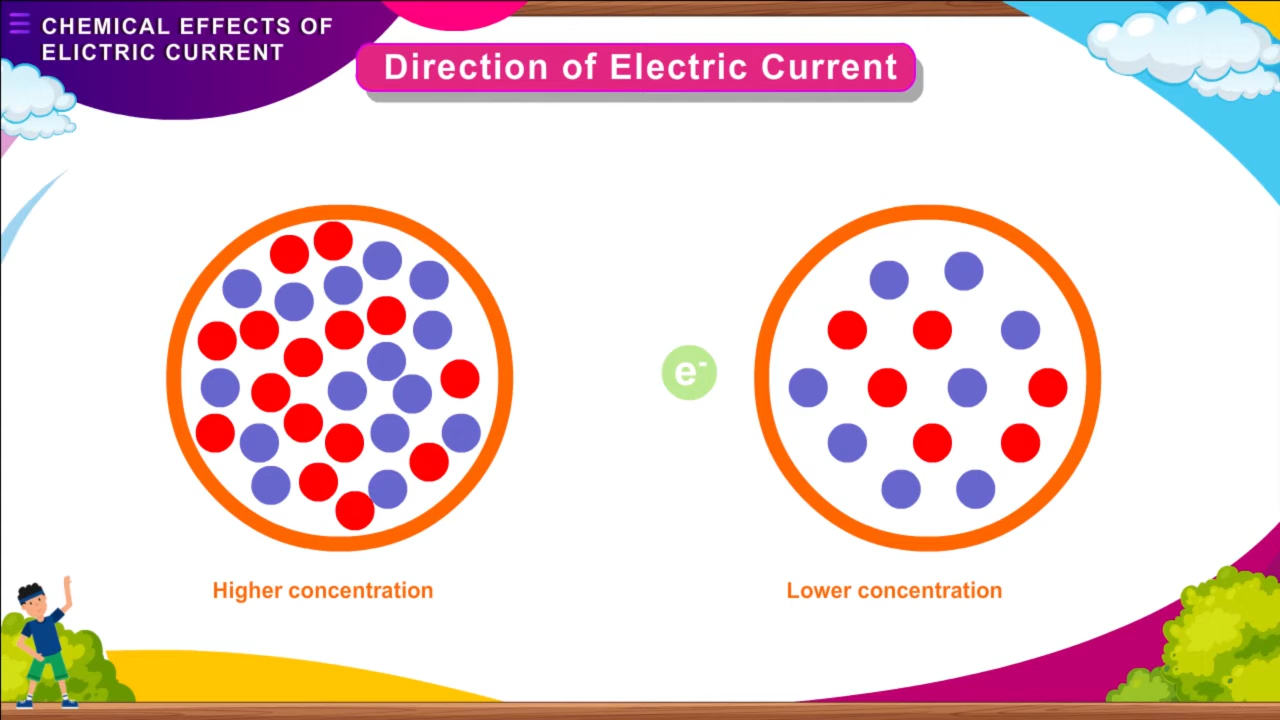 CHEMICAL EFFECTS OF
ELICTRIC CURRENT
Direction of Electric Current
e-
Higher concentration
Lower concentration